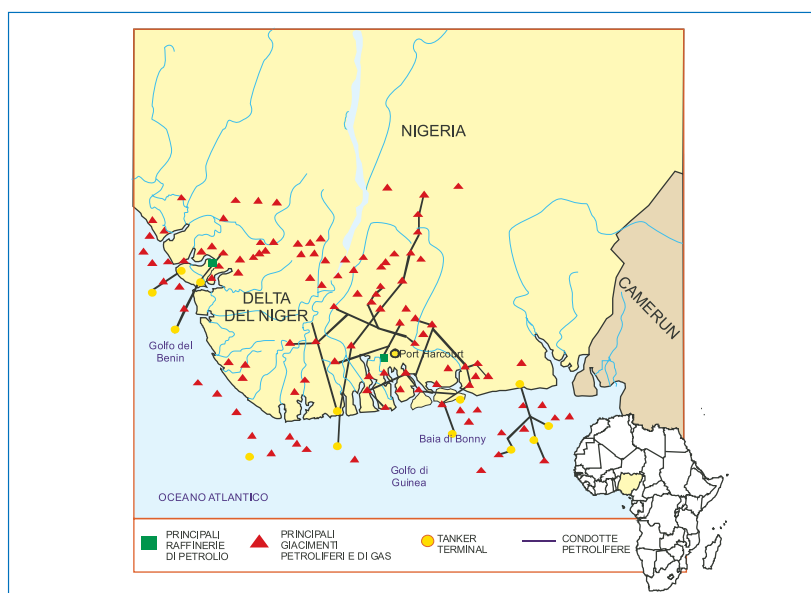 NIGERIA
CAMERUN
DELTA
DEL NIGER
Golfo del
Benin
Port Harcourt
Baia di Bonny
Golfo di
Guinea
OCEANO ATLANTICO
PRINCIPALI
RAFFINERIE
DI PETROLIO
PRINCIPALI
GIACIMENTI
PETROLIFERI E DI GAS
TANKER
TERMINAL
CONDOTTE
PETROLIFERE